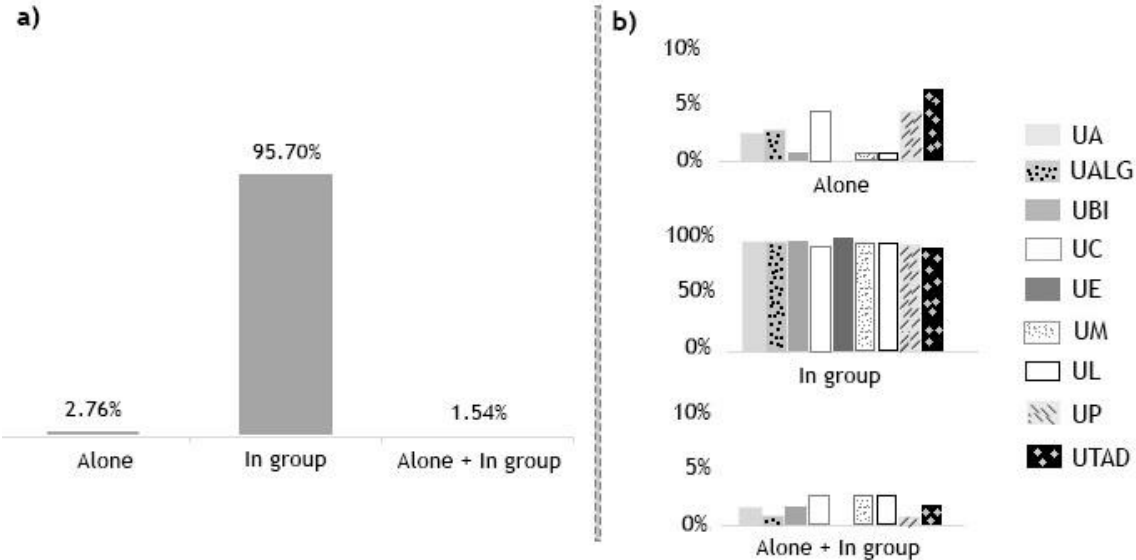 a)
95.70%
2.76%
1.54%
Alone
In group
Alone + In group
b)
10%
5%
0%
Alone
100%
50%
0%
In group
10%
5%
0%
Alone + In group
UA
UALG
UBI
UC
UE
UM
UL
UP
UTAD